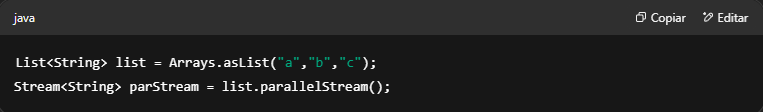 java
Copiar
Editar
List<String> list = Arrays.asList("a","b","c");
Stream<String> parStream = list.parallelStream();